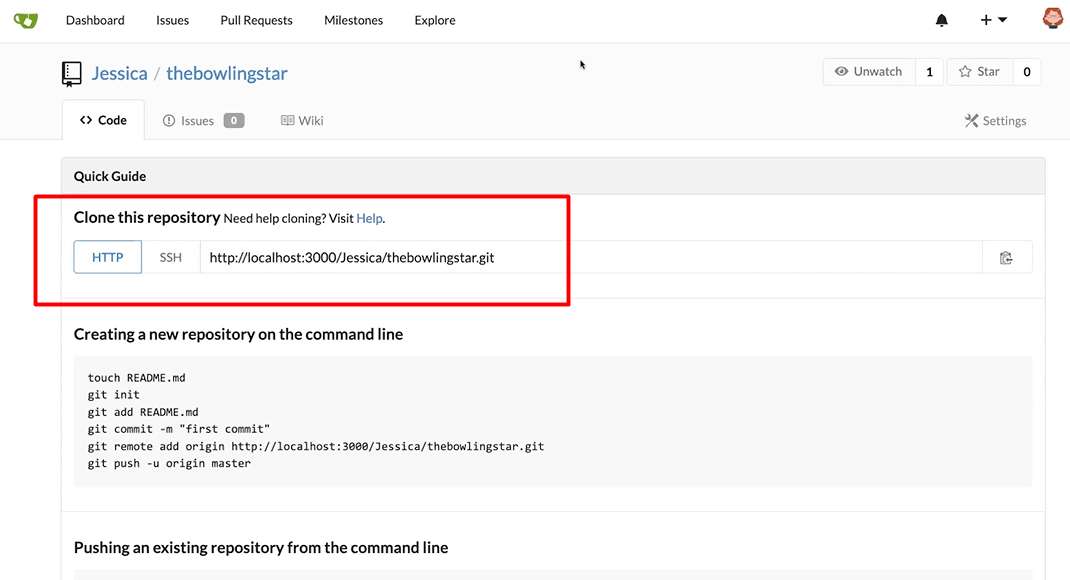 Dashboard Issues Pull Requests Milestones Explore
Jessica / thebowlingstar
Unwatch 1 Star 0
Code Issues 0 Wiki Settings
Quick Guide
Clone this repository Need help cloning? Visit Help.
HTTP SSH http://localhost:3000/Jessica/thebowlingstar.git
Creating a new repository on the command line
touch README.md
git init
git add README.md
git commit -m "first commit"
git remote add origin http://localhost:3000/Jessica/thebowlingstar.git
git push -u origin master
Pushing an existing repository from the command line